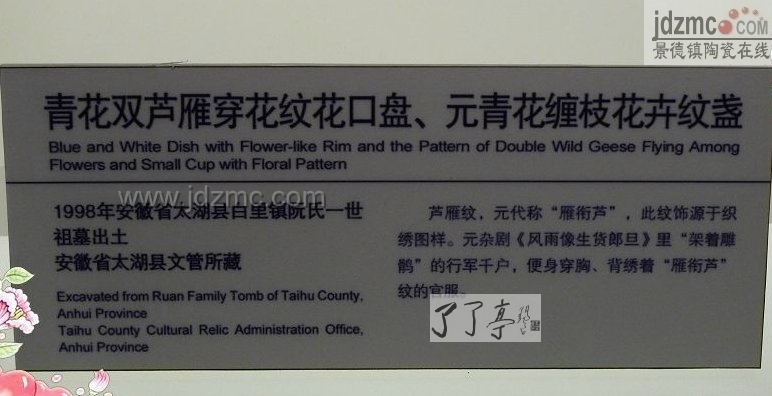 jdzmc.COM
景德镇陶瓷在线
青花双芦雁穿花纹花口盘、元青花缠枝花卉纹盏
Blue and White Dish with Flower-like Rim and the Pattern of Double Wild Geese Flying Among
Flowers and Small Cup with Floral Pattern
www.jdzmc.com
1998年安徽省太湖县白里镇阮氏一世
祖墓出土
安徽省太湖县文管所藏
Excavated from Ruan Family Tomb of Taihu County,
Anhui Province
Taihu County Cultural Relic Administration Office,
Anhui Province
芦雁纹，元代称“雁衔芦”，此纹饰源于织
绣图样。元杂剧《风雨像生货郎旦》里“架着雕
鹘”的行军千户，便身穿胸、背绣着“雁衔芦”
纹的官服。
了了亭